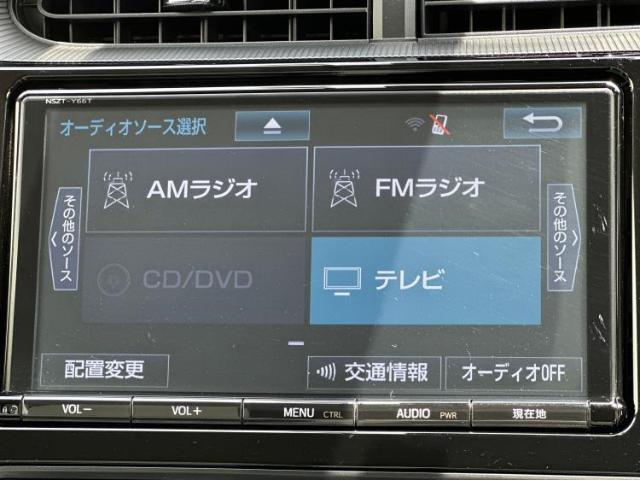 NSZT-Y66T
オーディオソース選択
AMラジオ
FMラジオ
その他のソース
その他のソース
CD/DVD
テレビ
配置変更
交通情報
オーディオOFF
VOL-
VOL+
MENU CTRL
AUDIO PWR
現在地